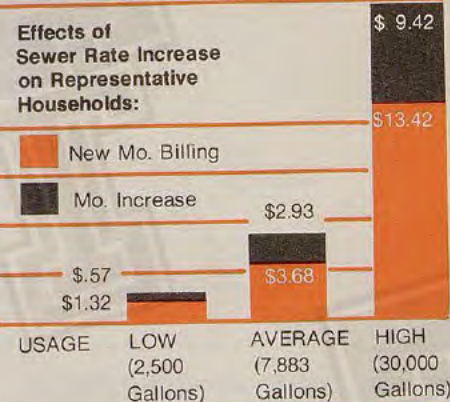 Effects of
Sewer Rate Increase
on Representative
Households:
New Mo. Billing
Mo. Increase
$ 9.42
$13.42
$2.93
$3.68
$.57
$1.32
USAGE LOW AVERAGE HIGH
(2,500 (7,883 (30,000
Gallons) Gallons) Gallons)